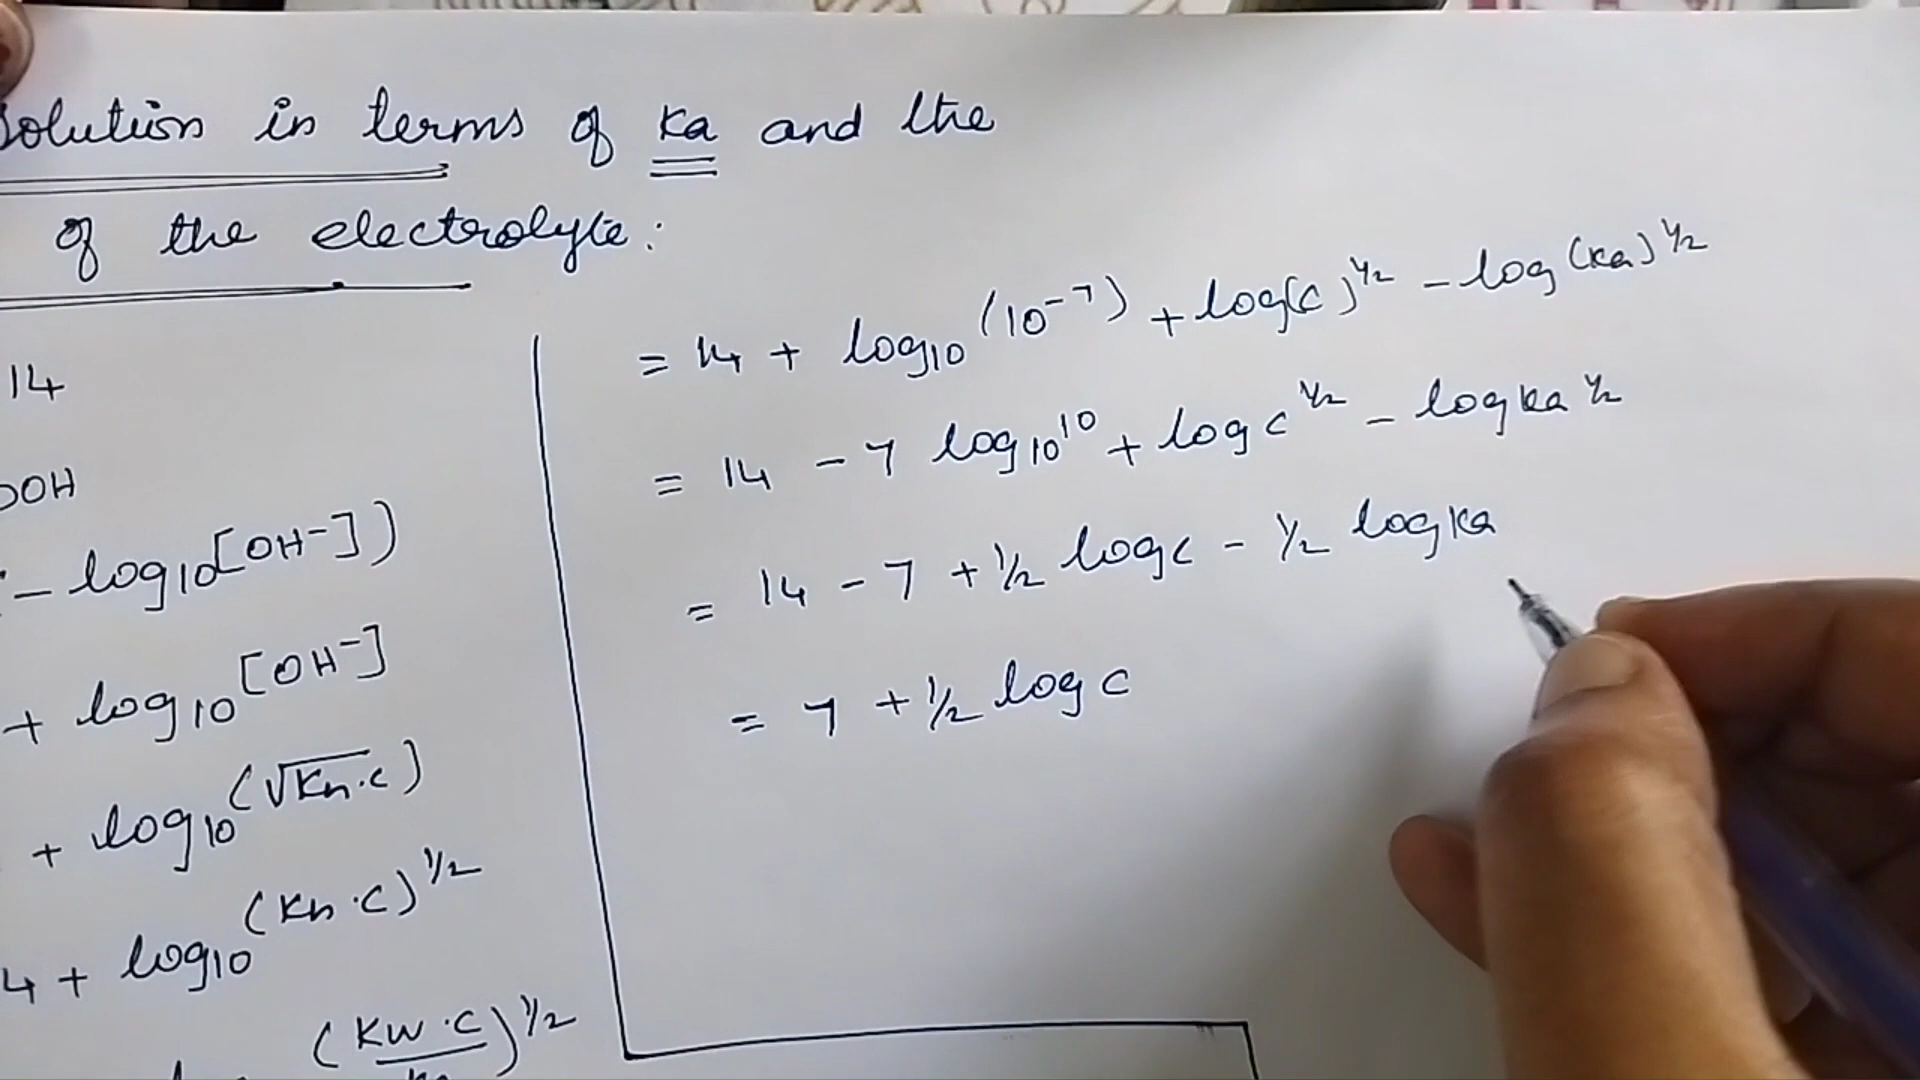 solution in terms of ka and the
of the electrolyte:
14
OOH
- log10[OH-])
+ log10[OH-]
+ log10(√Kh.c)
4 + log10(Kh.c)^1/2
(Kw.c)^1/2
= 14 + log10(10^-7) + log(c)^1/2 - log(ka)^1/2
= 14 - 7 log10^10 + log c^1/2 - log ka^1/2
= 14 - 7 + 1/2 log c - 1/2 log ka
= 7 + 1/2 log c